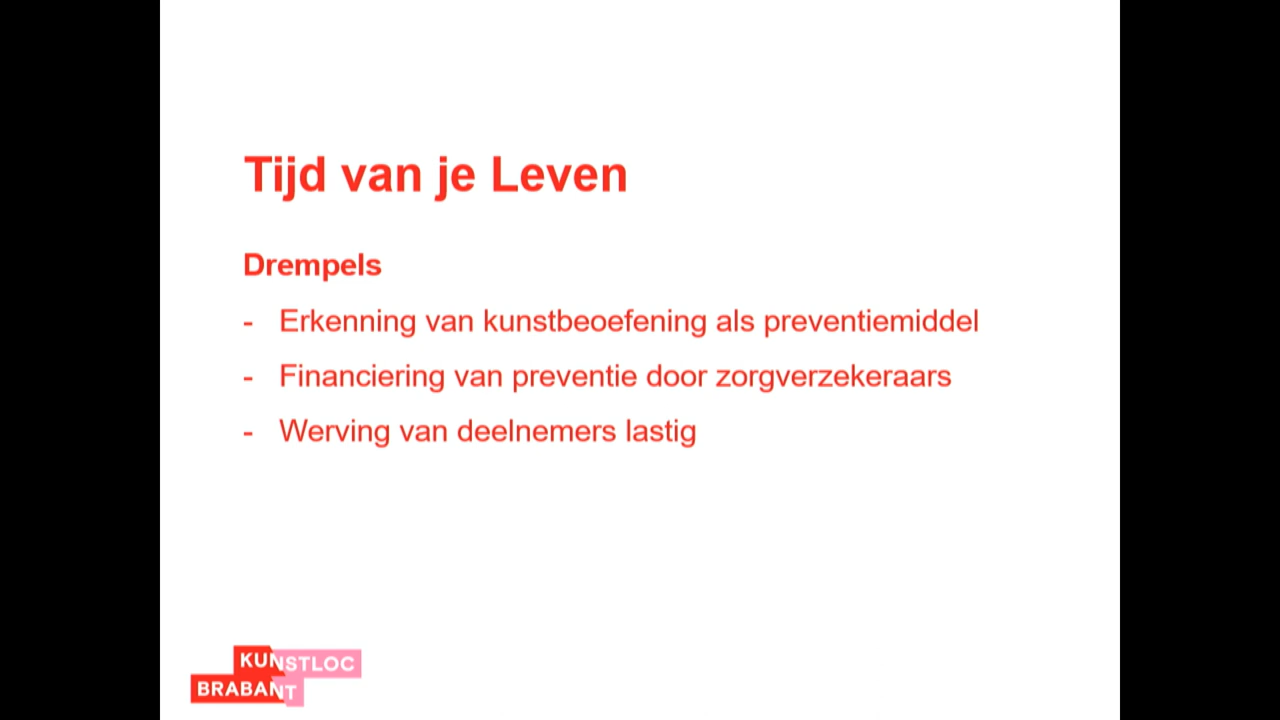 Tijd van je Leven
Drempels
- Erkenning van kunstbeoefening als preventiemiddel
- Financiering van preventie door zorgverzekeraars
- Werving van deelnemers lastig
KUNSTLOC
BRABANT